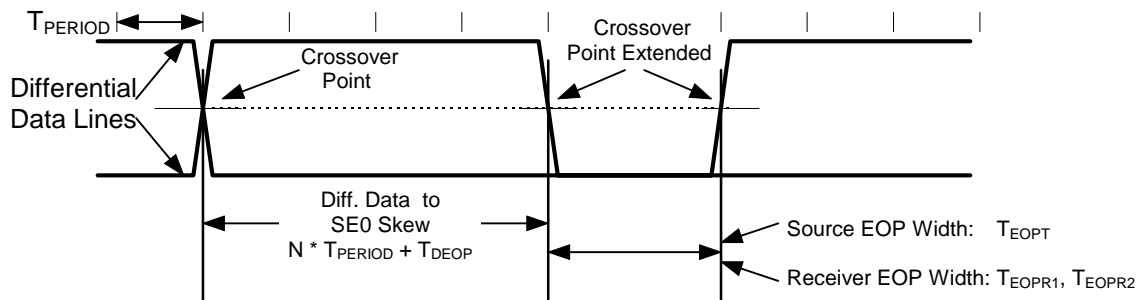 TPERIOD
Differential
Data Lines
Crossover
Point
Crossover
Point Extended
Diff. Data to
SE0 Skew
N * TPERIOD + TDEOP
Source EOP Width: TEOPT
Receiver EOP Width: TEOPR1, TEOPR2